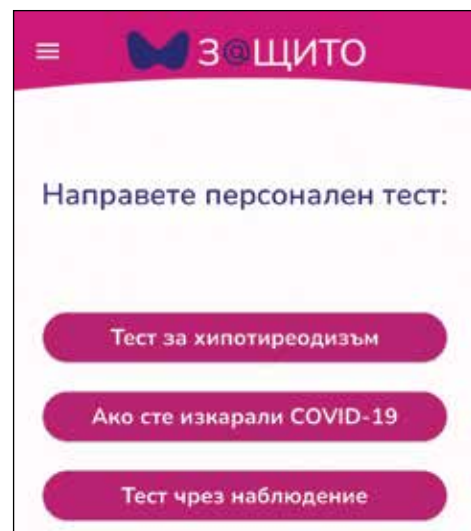 З@ЩИТО
Направете персонален тест:
Тест за хипотиреодизъм
Ако сте изкарали COVID-19
Тест чрез наблюдение